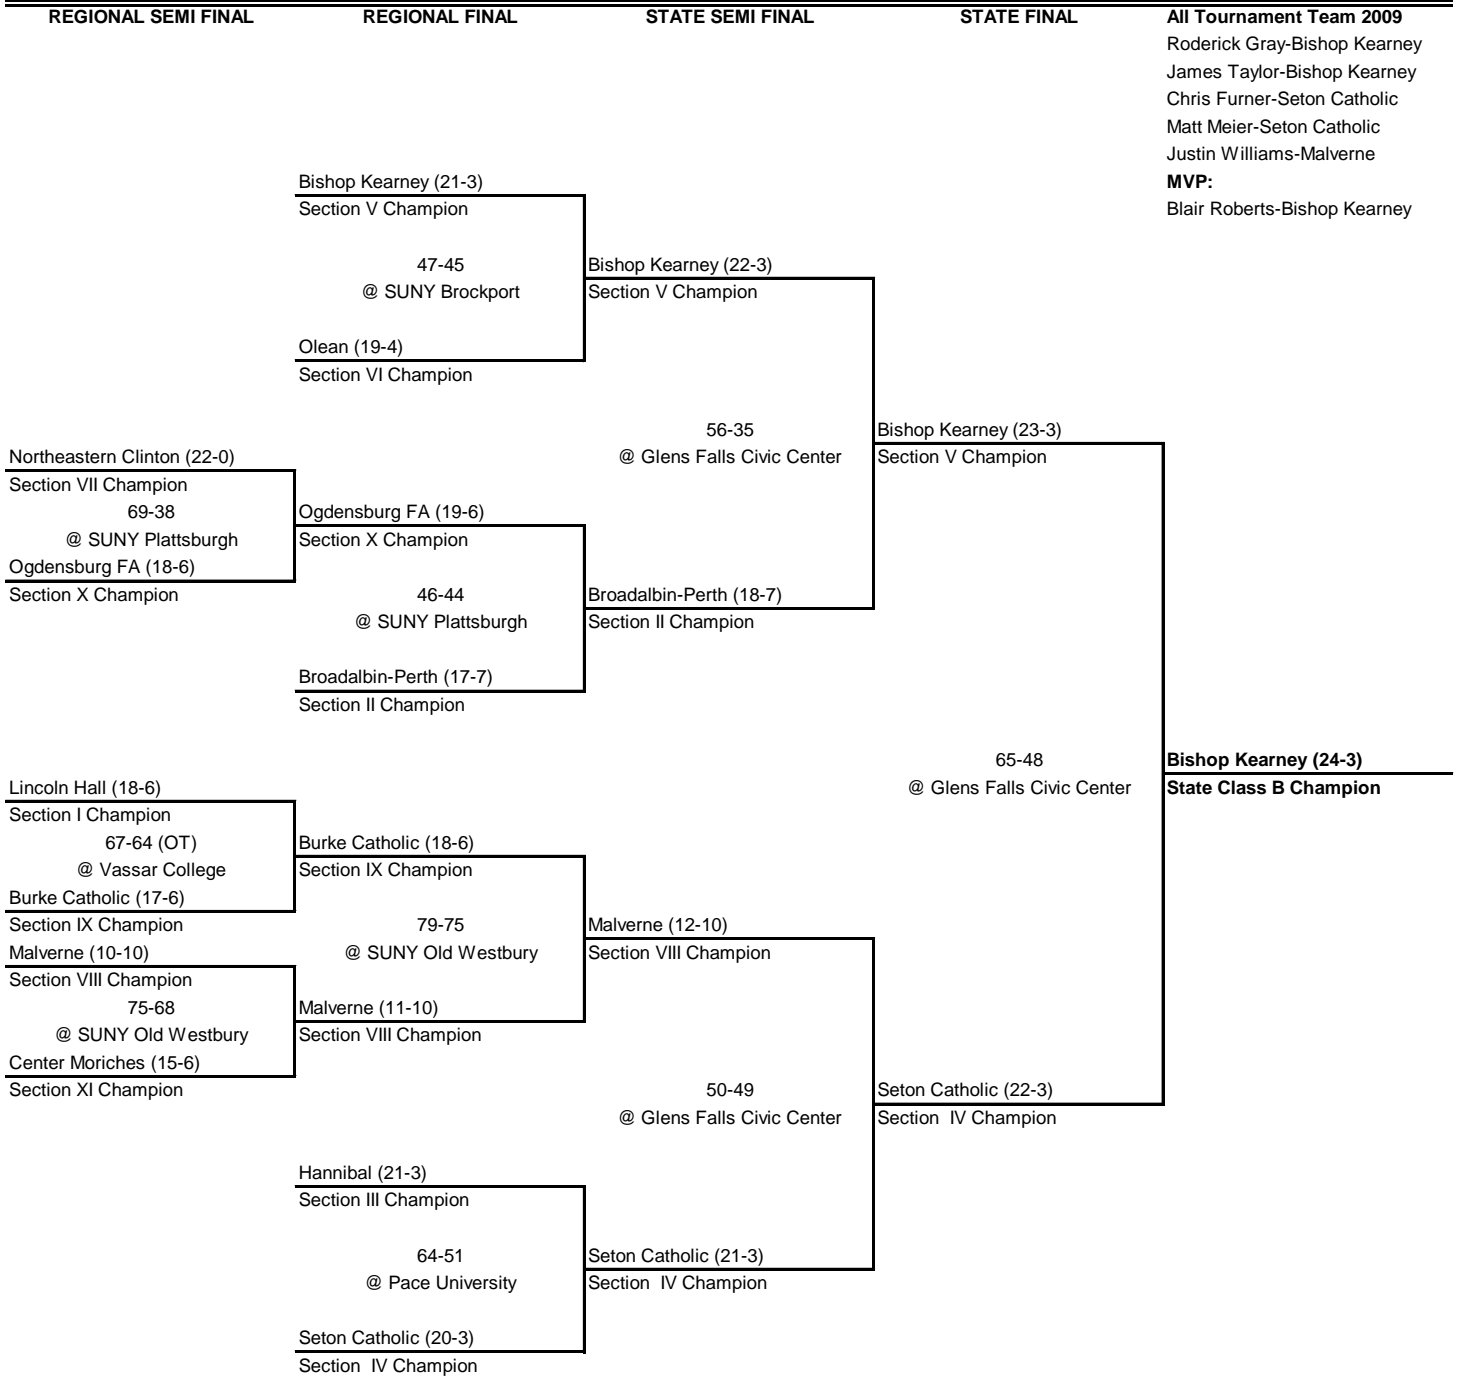 REGIONAL SEMI FINAL REGIONAL FINAL STATE SEMI FINAL STATE FINAL All Tournament Team 2009
Roderick Gray-Bishop Kearney
James Taylor-Bishop Kearney
Chris Furner-Seton Catholic
Matt Meier-Seton Catholic
Justin Williams-Malverne
Bishop Kearney (21-3) MVP:
Section V Champion Blair Roberts-Bishop Kearney
47-45 Bishop Kearney (22-3)
@ SUNY Brockport Section V Champion
Olean (19-4)
Section VI Champion
56-35 Bishop Kearney (23-3)
Northeastern Clinton (22-0) @ Glens Falls Civic Center Section V Champion
Section VII Champion
69-38 Ogdensburg FA (19-6)
@ SUNY Plattsburgh Section X Champion
Ogdensburg FA (18-6)
Section X Champion 46-44 Broadalbin-Perth (18-7)
@ SUNY Plattsburgh Section II Champion
Broadalbin-Perth (17-7)
Section II Champion
65-48 Bishop Kearney (24-3)
Lincoln Hall (18-6) @ Glens Falls Civic Center State Class B Champion
Section I Champion
67-64 (OT) Burke Catholic (18-6)
@ Vassar College Section IX Champion
Burke Catholic (17-6)
Section IX Champion 79-75 Malverne (12-10)
Malverne (10-10) @ SUNY Old Westbury Section VIII Champion
Section VIII Champion
75-68 Malverne (11-10)
@ SUNY Old Westbury Section VIII Champion
Center Moriches (15-6)
Section XI Champion 50-49 Seton Catholic (22-3)
@ Glens Falls Civic Center Section IV Champion
Hannibal (21-3)
Section III Champion
64-51 Seton Catholic (21-3)
@ Pace University Section IV Champion
Seton Catholic (20-3)
Section IV Champion